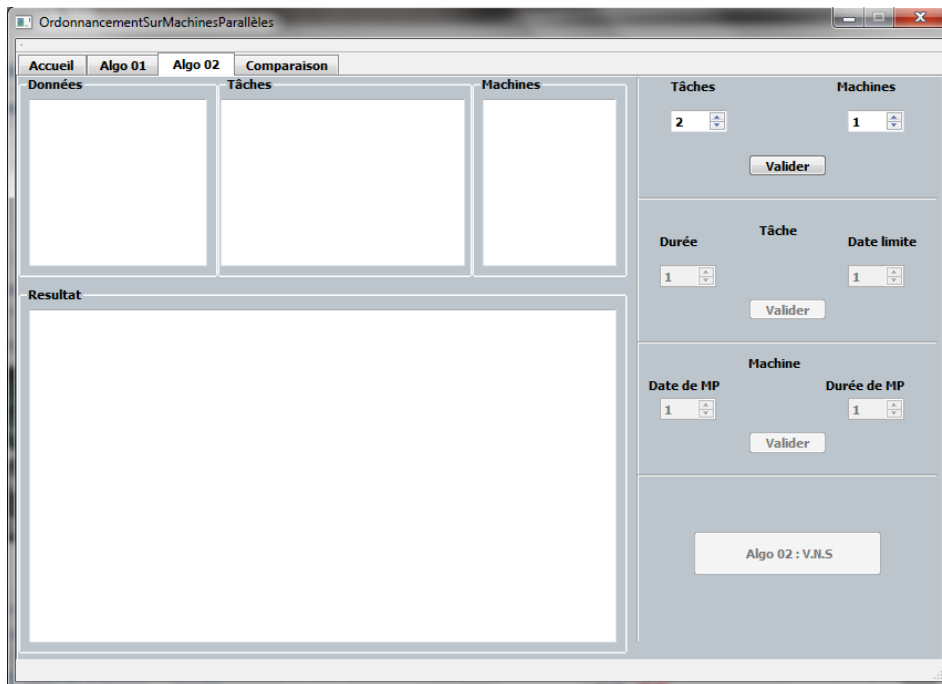 OrdonnancementSurMachinesParallèles
Accueil Algo 01 Algo 02 Comparaison
Données Tâches Machines
Tâches Machines
2 1
Valider
Tâche
Durée Date limite
1 1
Valider
Machine
Date de MP Durée de MP
1 1
Valider
Resultat
Algo 02 : V.N.S